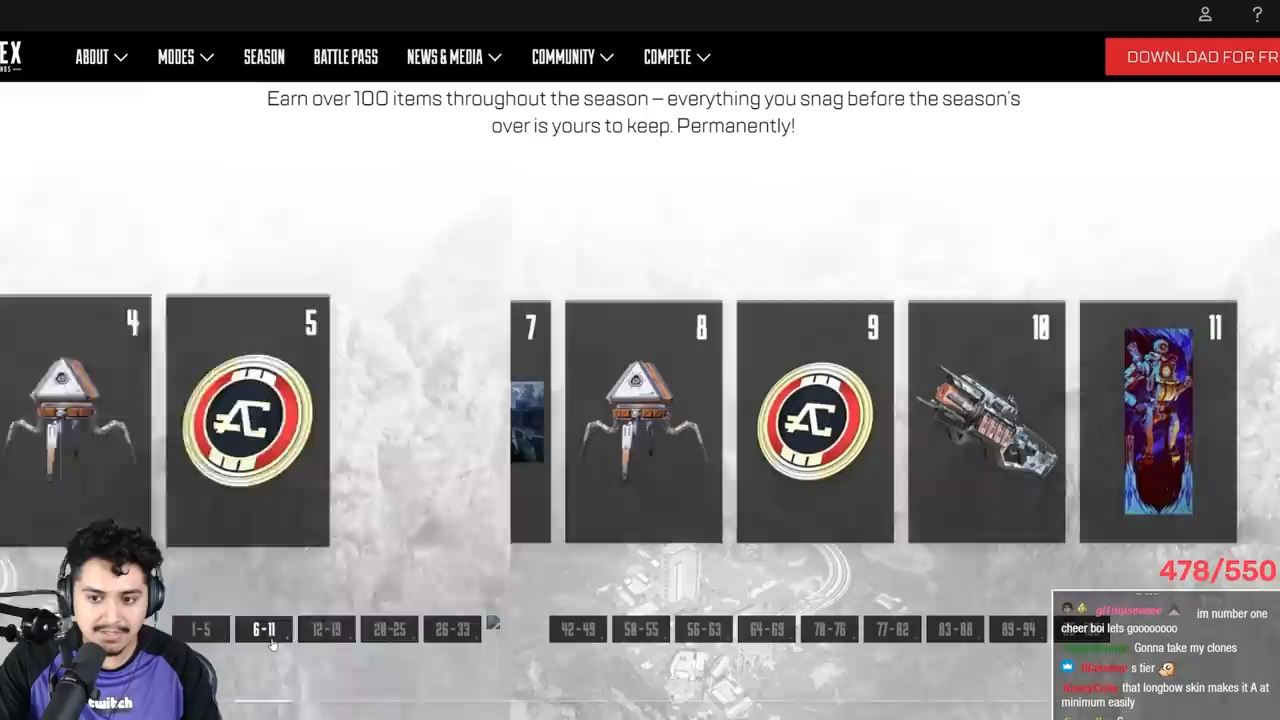 EX
ABOUT
MODES
SEASON
BATTLE PASS
NEWS & MEDIA
COMMUNITY
COMPETE
DOWNLOAD FOR FR
?
Earn over 100 items throughout the season – everything you snag before the season's
over is yours to keep. Permanently!
4
5
7
8
9
10
11
478/550
1-5
6-11
12-19
26-33
42-49
50-55
56-63
64-69
70-76
77-82
83-88
89-94
im number one
cheer boi lets gooooooo
Gonna take my clones
s tier
that longbow skin makes it A at
minimum easily
twitch